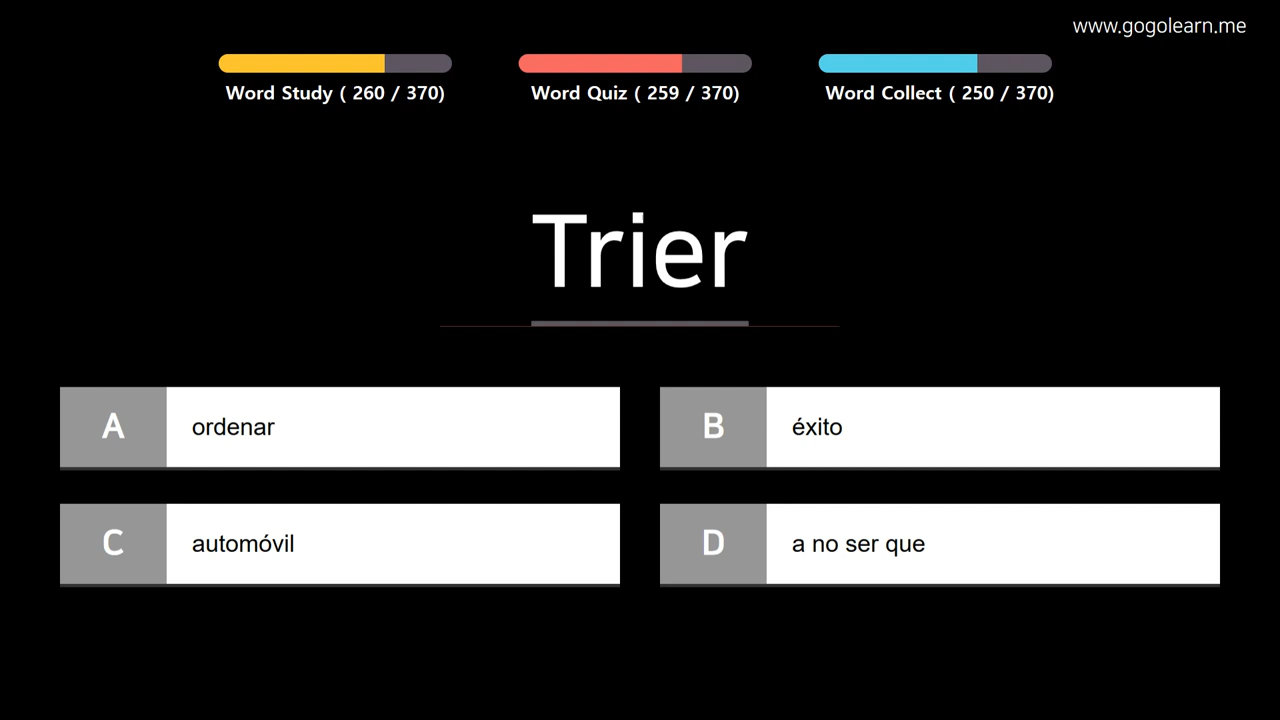 www.gogolearn.me
Word Study ( 260 / 370)
Word Quiz ( 259 / 370)
Word Collect ( 250 / 370)
Trier
A ordenar
B éxito
C automóvil
D a no ser que